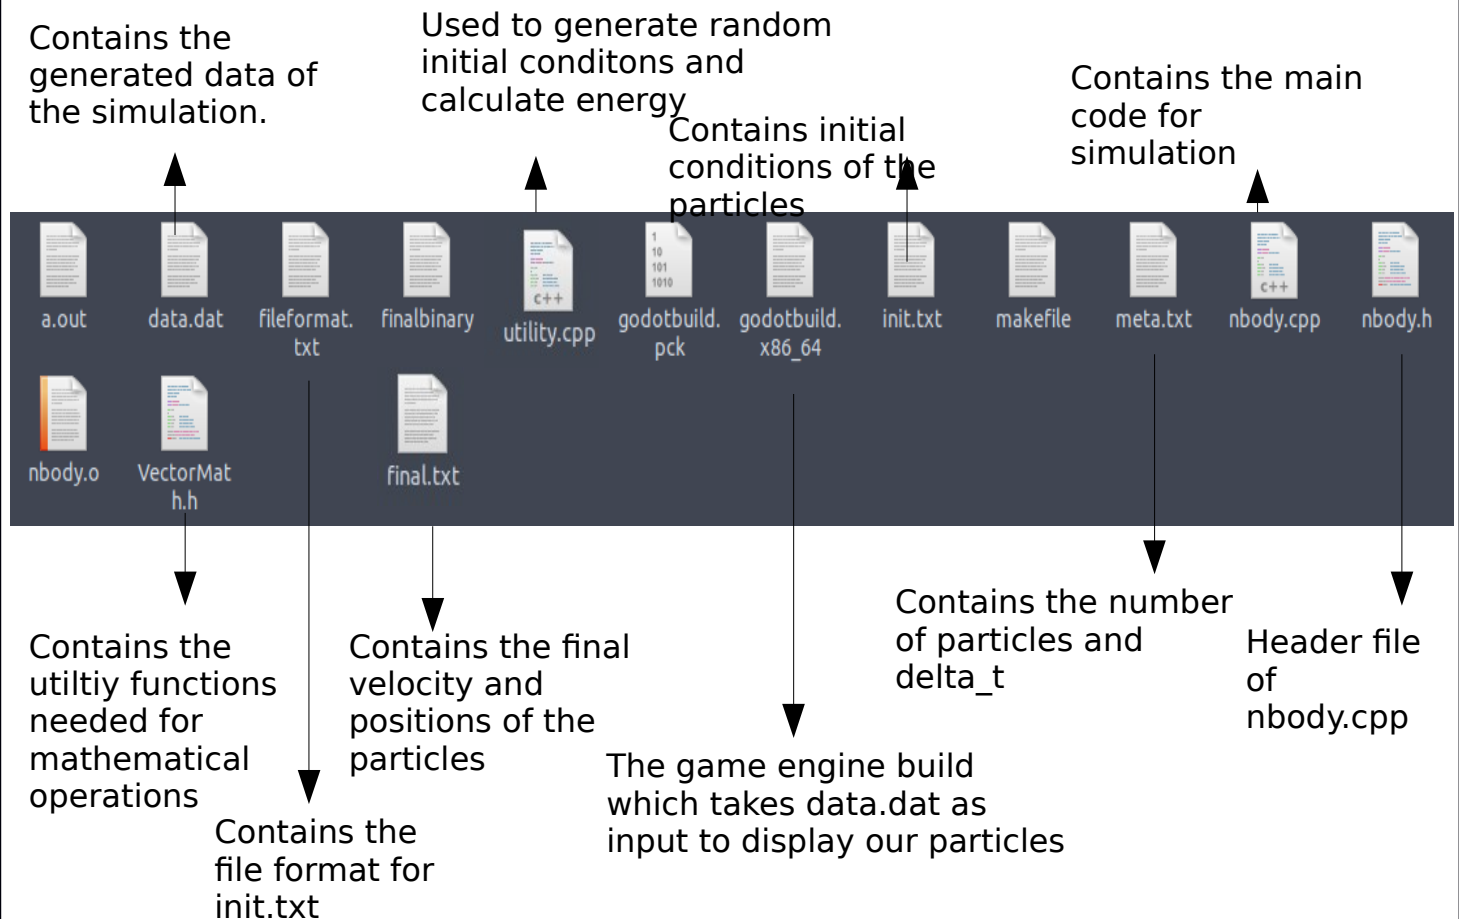 Contains the
generated data of
the simulation.
Used to generate random
initial conditons and
calculate energy
Contains initial
conditions of the
particles
Contains the main
code for
simulation
a.out
data.dat
fileformat.
txt
finalbinary
utility.cpp
godotbuild.
pck
godotbuild.
x86_64
init.txt
makefile
meta.txt
nbody.cpp
nbody.h
1
10
101
1010
c++
c++
nbody.o
VectorMat
h.h
final.txt
Contains the
utiltiy functions
needed for
mathematical
operations
Contains the
file format for
init.txt
Contains the final
velocity and
positions of the
particles
The game engine build
which takes data.dat as
input to display our particles
Contains the number
of particles and
delta_t
Header file
of
nbody.cpp